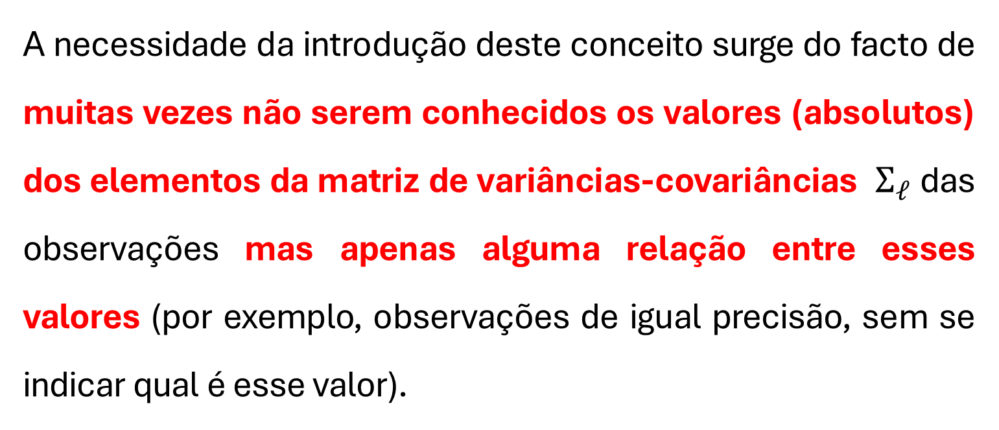 A necessidade da introdução deste conceito surge do facto de
muitas vezes não serem conhecidos os valores (absolutos)
dos elementos da matriz de variâncias-covariâncias Σℓ das
observações mas apenas alguma relação entre esses
valores (por exemplo, observações de igual precisão, sem se
indicar qual é esse valor).